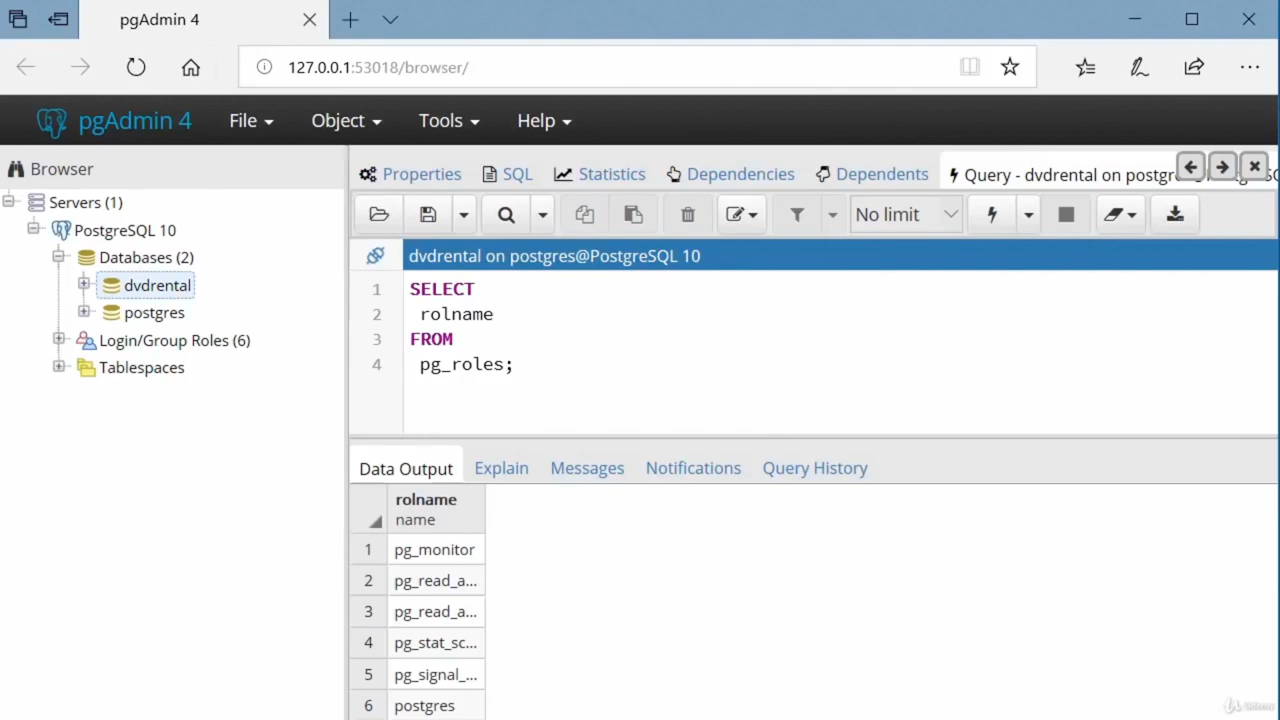 pgAdmin 4
127.0.0.1:53018/browser/
pgAdmin 4 File Object Tools Help
Browser
Servers (1)
PostgreSQL 10
Databases (2)
dvdrental
postgres
Login/Group Roles (6)
Tablespaces
Properties SQL Statistics Dependencies Dependents Query - dvdrental on postgr
No limit
dvdrental on postgres@PostgreSQL 10
1 SELECT
2 rolname
3 FROM
4 pg_roles;
Data Output Explain Messages Notifications Query History
rolname
name
1 pg_monitor
2 pg_read_a...
3 pg_read_a...
4 pg_stat_sc...
5 pg_signal_...
6 postgres
Udemy